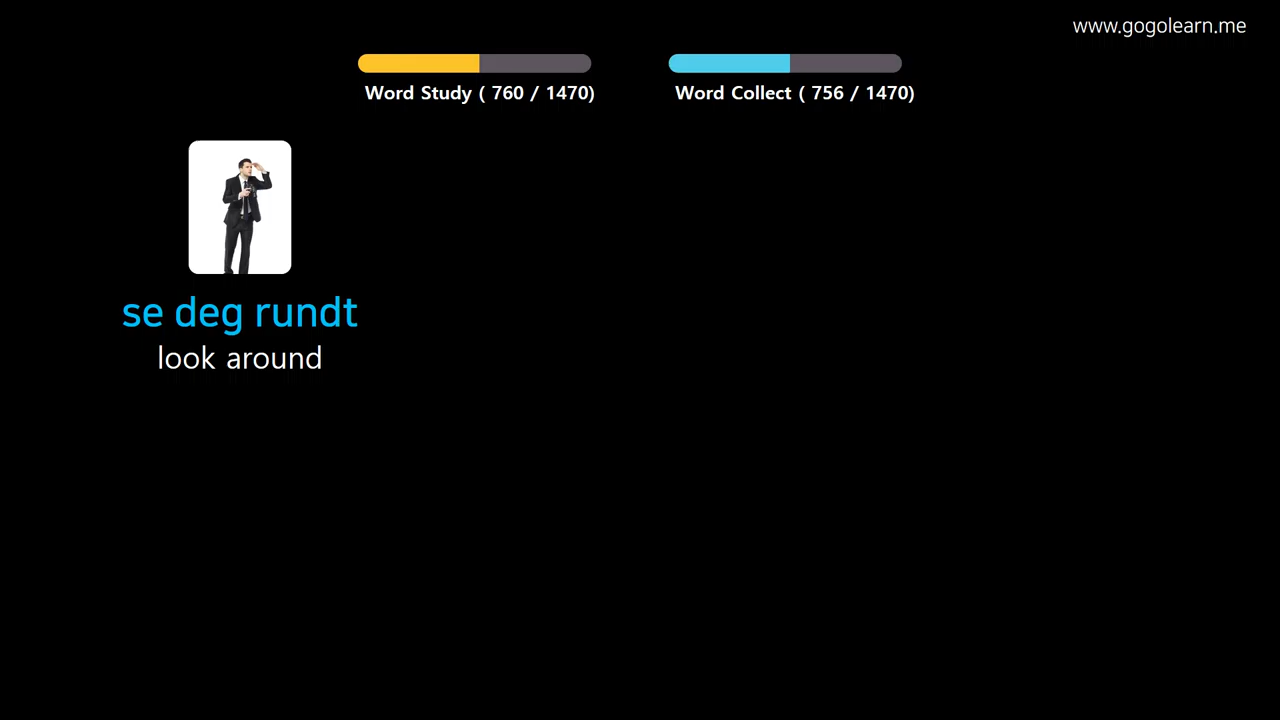 www.gogolearn.me
Word Study ( 760 / 1470)
Word Collect ( 756 / 1470)
se deg rundt
look around